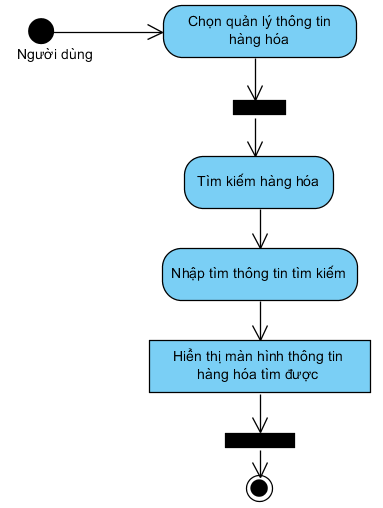 Chọn quản lý thông tin
hàng hóa
Người dùng
Tìm kiếm hàng hóa
Nhập tìm thông tin tìm kiếm
Hiển thị màn hình thông tin
hàng hóa tìm được